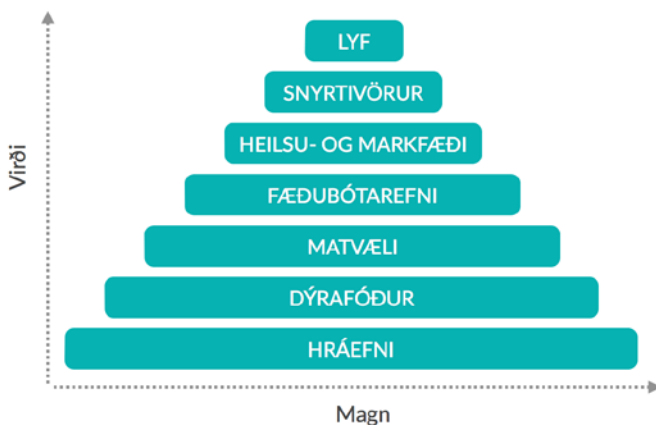 LYF
SNYRTIVÖRUR
HEILSU- OG MARKFÆÐI
FÆÐUBÓTAREFNI
MATVÆLI
DÝRAFÓÐUR
HRÁEFNI
Virði
Magn